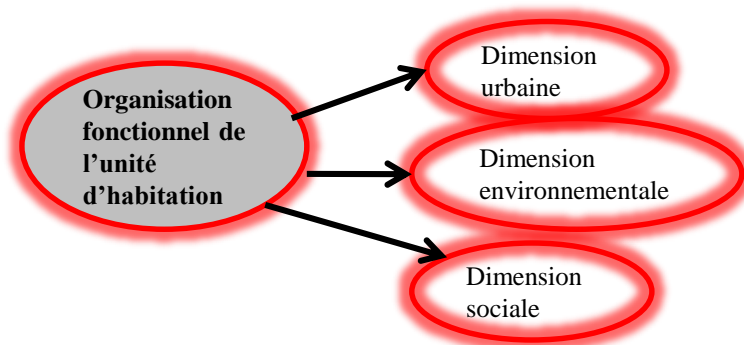 Organisation
fonctionnel de
l’unité
d’habitation
Dimension
urbaine
Dimension
environnementale
Dimension
sociale